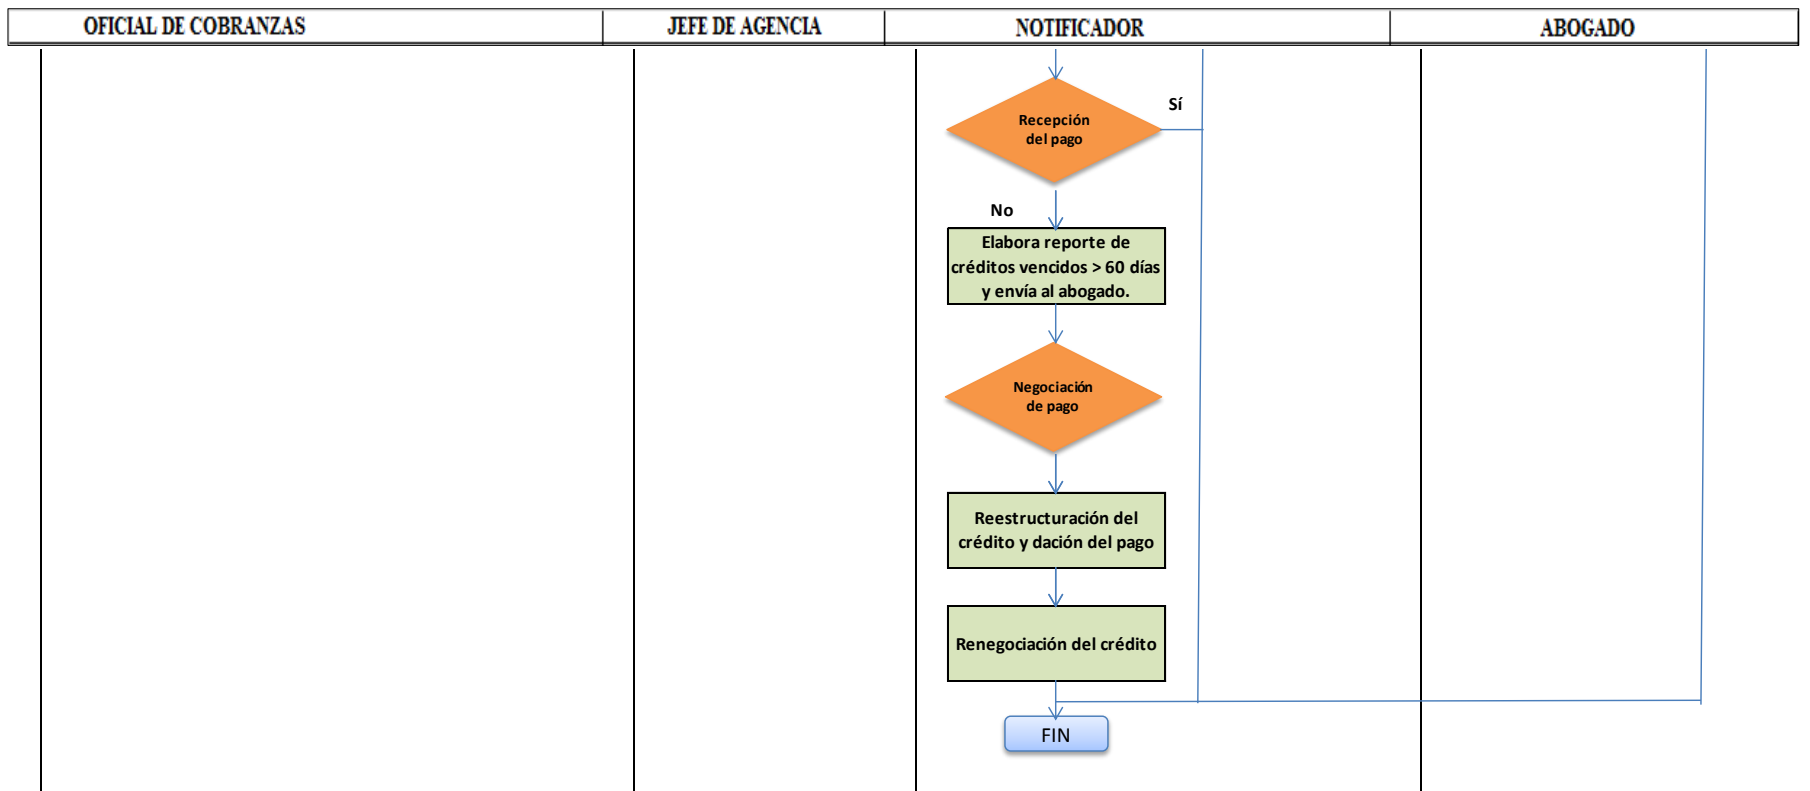 OFICIAL DE COBRANZAS
JEFE DE AGENCIA
NOTIFICADOR
ABOGADO
Sí
Recepción
del pago
No
Elabora reporte de
créditos vencidos > 60 días
y envía al abogado.
Negociación
de pago
Reestructuración del
crédito y dación del pago
Renegociación del crédito
FIN